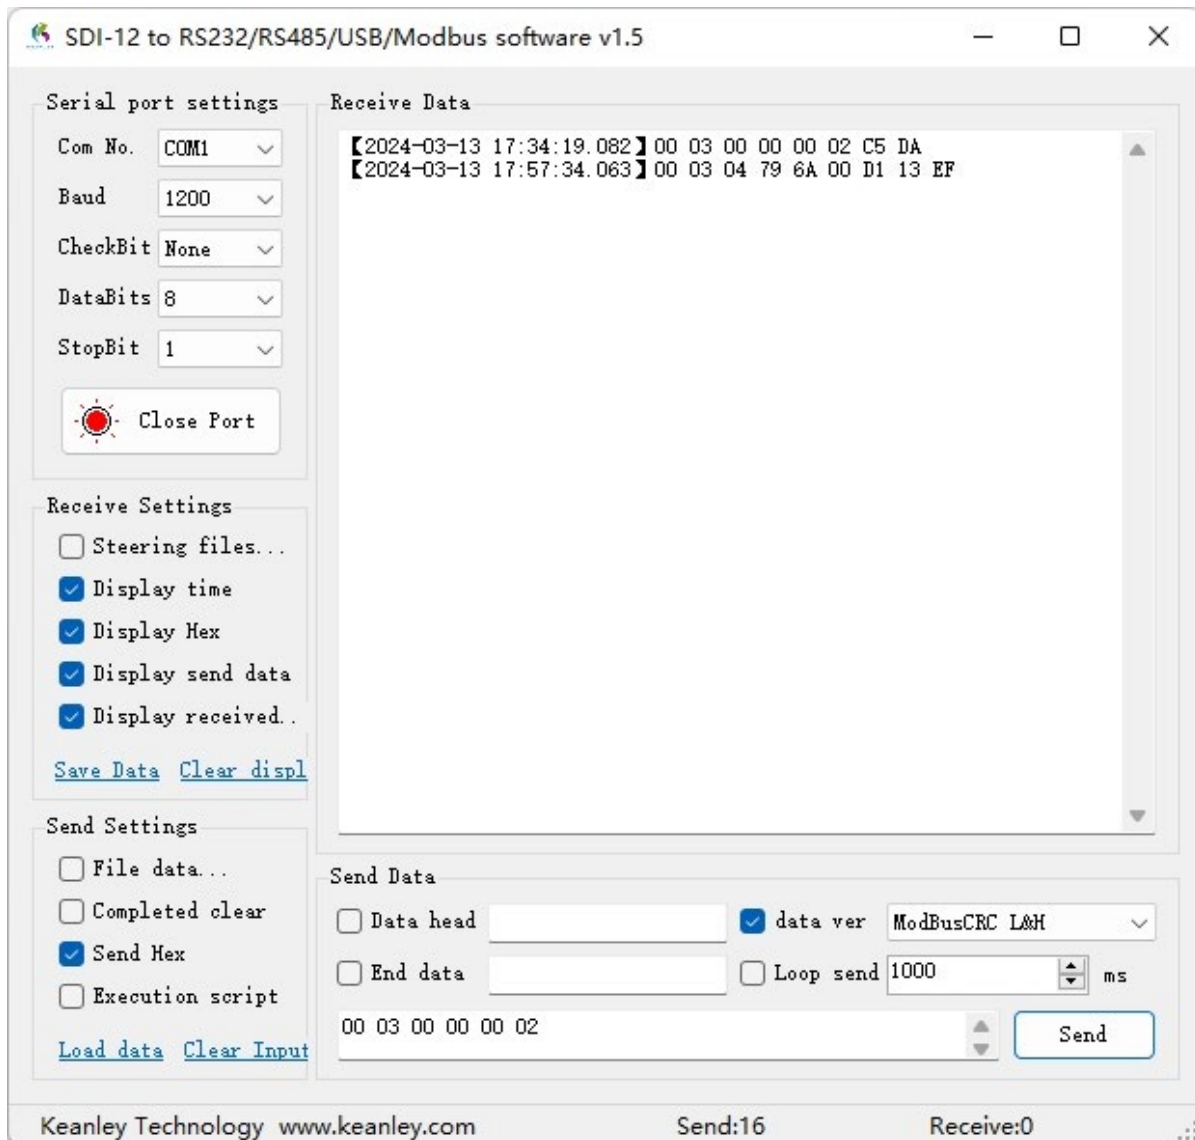 SDI-12 to RS232/RS485/USB/Modbus software v1.5
Serial port settings
Com No. COM1
Baud 1200
CheckBit None
DataBits 8
StopBit 1
Close Port
Receive Settings
Steering files...
Display time
Display Hex
Display send data
Display received..
Save Data Clear displ
Send Settings
File data...
Completed clear
Send Hex
Execution script
Load data Clear Input
Receive Data
【2024-03-13 17:34:19.082】00 03 00 00 00 02 C5 DA
【2024-03-13 17:57:34.063】00 03 04 79 6A 00 D1 13 EF
Send Data
Data head data ver ModBusCRC L&H
End data Loop send 1000 ms
00 03 00 00 00 02 Send
Keanley Technology www.keanley.com Send:16 Receive:0